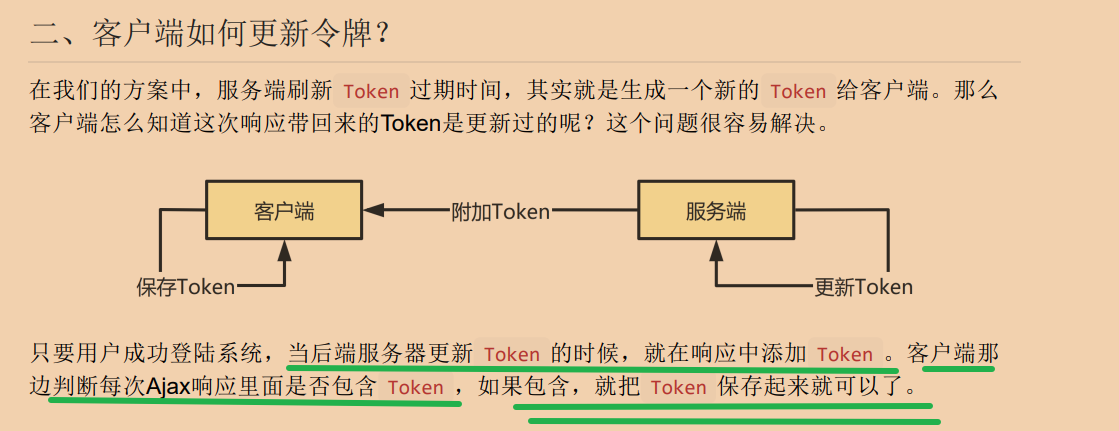 二、客户端如何更新令牌？
在我们的方案中，服务端刷新 Token 过期时间，其实就是生成一个新的 Token 给客户端。那么
客户端怎么知道这次响应带回来的Token是更新过的呢？这个问题很容易解决。
客户端
附加Token
服务端
保存Token
更新Token
只要用户成功登陆系统，当后端服务器更新 Token 的时候，就在响应中添加 Token 。客户端那
边判断每次Ajax响应里面是否包含 Token ，如果包含，就把 Token 保存起来就可以了。